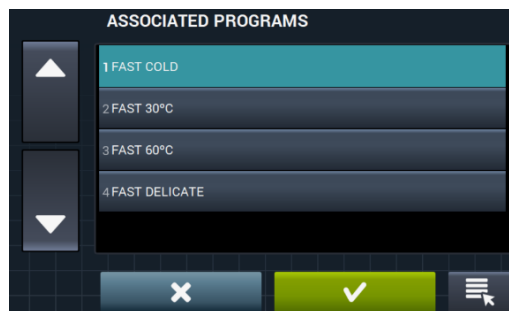 ASSOCIATED PROGRAMS
1 FAST COLD
2 FAST 30ºC
3 FAST 60ºC
4 FAST DELICATE